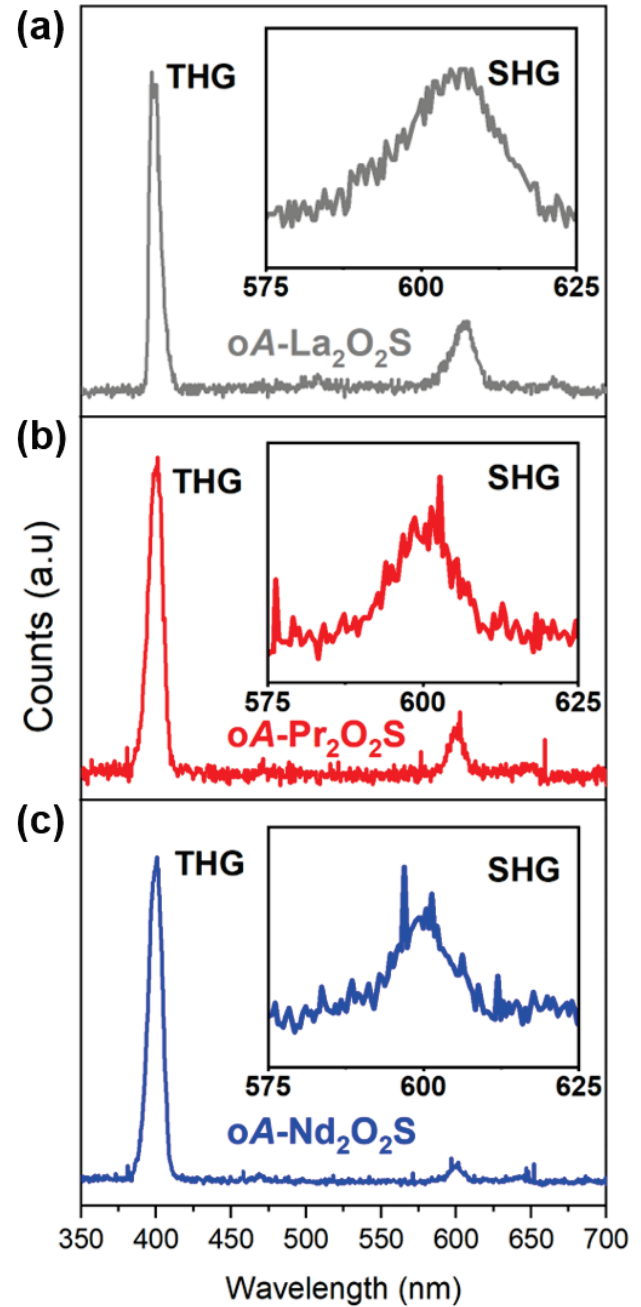 (a)
THG
SHG
575 600 625
oA-La₂O₂S
(b)
THG
SHG
575 600 625
oA-Pr₂O₂S
(c)
THG
SHG
575 600 625
oA-Nd₂O₂S
Counts (a.u)
350 400 450 500 550 600 650 700
Wavelength (nm)